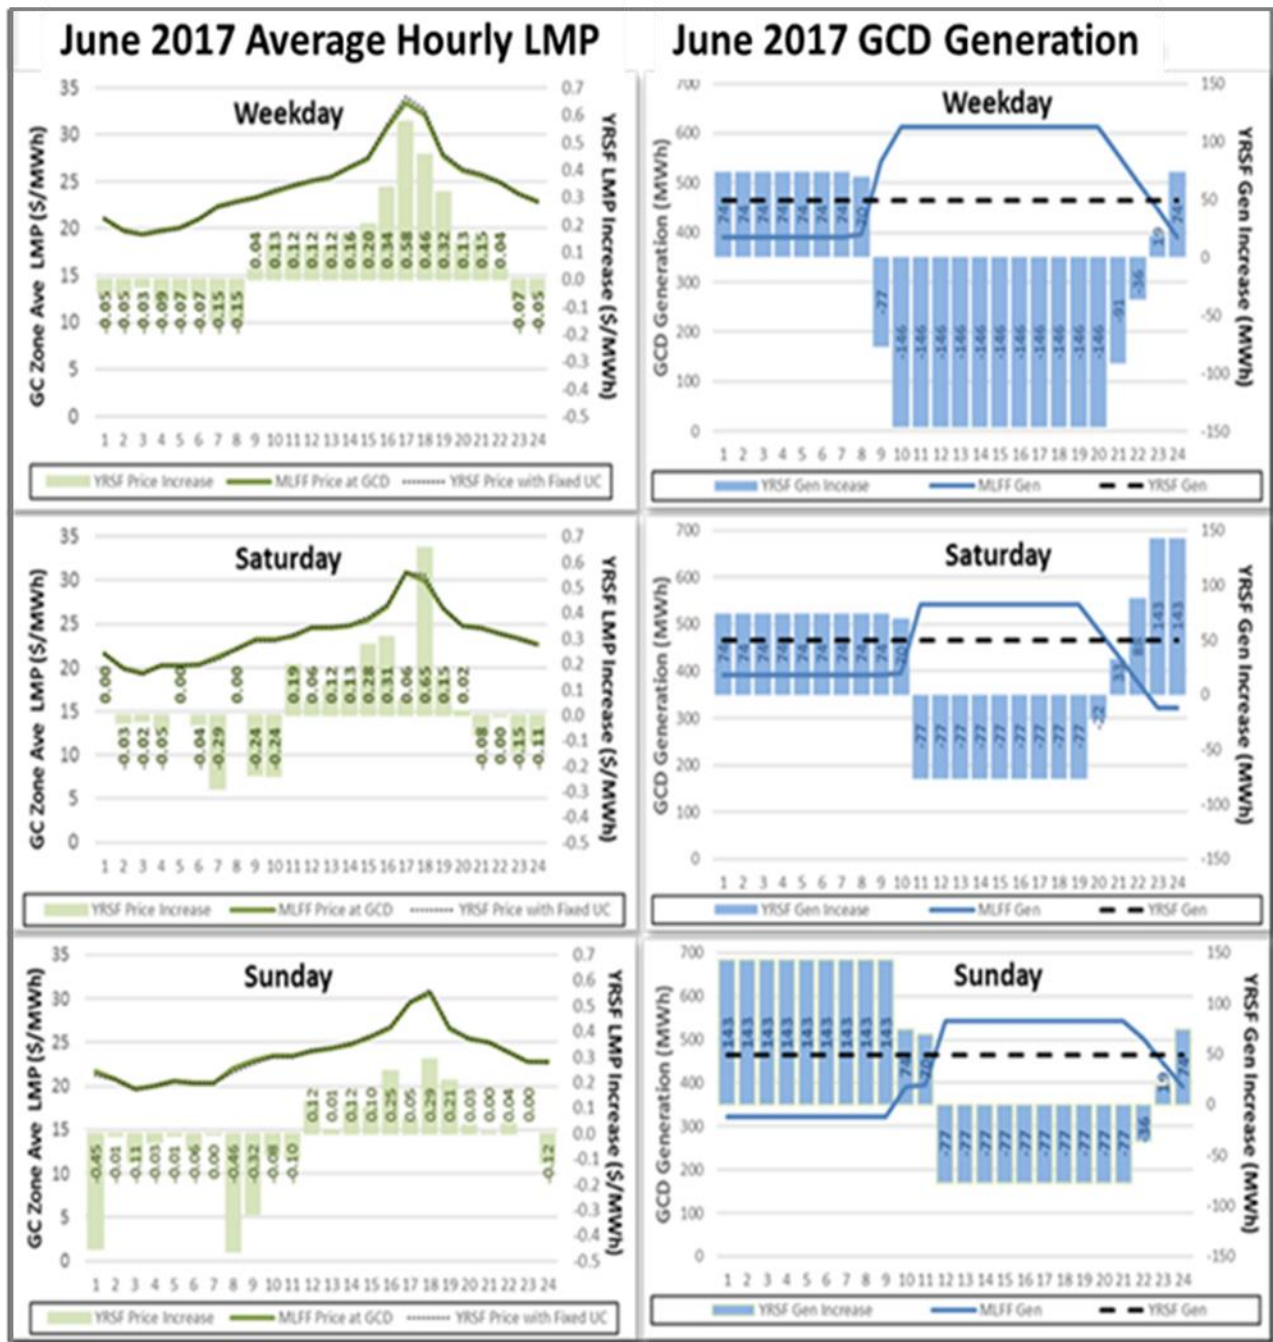 June 2017 Average Hourly LMP
June 2017 GCD Generation
Weekday
GC Zone Ave LMP ($/MWh)
35
30
25
20
15
10
5
0
0.7
0.6
0.5
0.4
0.3
0.2
0.1
0.0
-0.1
-0.2
-0.3
-0.4
-0.5
YRSF LMP Increase ($/MWh)
-0.05 -0.05 -0.03 -0.09 -0.07 -0.07 -0.15 -0.15 0.04 0.13 0.12 0.12 0.12 0.16 0.20 0.34 0.58 0.46 0.32 0.13 0.15 0.04 -0.07 -0.05
1 2 3 4 5 6 7 8 9 10 11 12 13 14 15 16 17 18 19 20 21 22 23 24
YRSF Price Increase MLFF Price at GCD YRSF Price with Fixed UC
Weekday
GCD Generation (MWh)
700
600
500
400
300
200
100
0
150
100
50
0
-50
-100
-150
YRSF Gen Increase (MWh)
74 74 74 74 74 74 74 70 -77 -146 -146 -146 -146 -146 -146 -146 -146 -146 -146 -146 -91 -36 19 74
1 2 3 4 5 6 7 8 9 10 11 12 13 14 15 16 17 18 19 20 21 22 23 24
YRSF Gen Incease MLFF Gen YRSF Gen
Saturday
GC Zone Ave LMP ($/MWh)
35
30
25
20
15
10
5
0
0.7
0.6
0.5
0.4
0.3
0.2
0.1
0.0
-0.1
-0.2
-0.3
-0.4
-0.5
YRSF LMP Increase ($/MWh)
0.00 -0.03 -0.02 -0.05 0.00 -0.04 -0.29 0.00 -0.24 -0.24 0.19 0.06 0.12 0.13 0.28 0.31 0.06 0.65 0.15 0.02 -0.08 0.00 -0.15 -0.11
1 2 3 4 5 6 7 8 9 10 11 12 13 14 15 16 17 18 19 20 21 22 23 24
YRSF Price Increase MLFF Price at GCD YRSF Price with Fixed UC
Saturday
GCD Generation (MWh)
700
600
500
400
300
200
100
0
150
100
50
0
-50
-100
-150
YRSF Gen Increase (MWh)
74 74 74 74 74 74 74 74 74 70 -77 -77 -77 -77 -77 -77 -77 -77 -77 -22 143 143
1 2 3 4 5 6 7 8 9 10 11 12 13 14 15 16 17 18 19 20 21 22 23 24
YRSF Gen Incease MLFF Gen YRSF Gen
Sunday
GC Zone Ave LMP ($/MWh)
35
30
25
20
15
10
5
0
0.7
0.6
0.5
0.4
0.3
0.2
0.1
0.0
-0.1
-0.2
-0.3
-0.4
-0.5
YRSF LMP Increase ($/MWh)
-0.45 -0.01 -0.11 -0.03 -0.01 -0.06 0.00 -0.46 -0.32 -0.08 -0.10 0.12 0.01 0.12 0.10 0.25 0.05 0.29 0.21 0.03 0.00 0.04 0.00 -0.12
1 2 3 4 5 6 7 8 9 10 11 12 13 14 15 16 17 18 19 20 21 22 23 24
YRSF Price Increase MLFF Price at GCD YRSF Price with Fixed UC
Sunday
GCD Generation (MWh)
700
600
500
400
300
200
100
0
150
100
50
0
-50
-100
-150
YRSF Gen Increase (MWh)
143 143 143 143 143 143 143 143 143 74 70 -77 -77 -77 -77 -77 -77 -77 -77 -77 -77 -36 19 74
1 2 3 4 5 6 7 8 9 10 11 12 13 14 15 16 17 18 19 20 21 22 23 24
YRSF Gen Increase MLFF Gen YRSF Gen